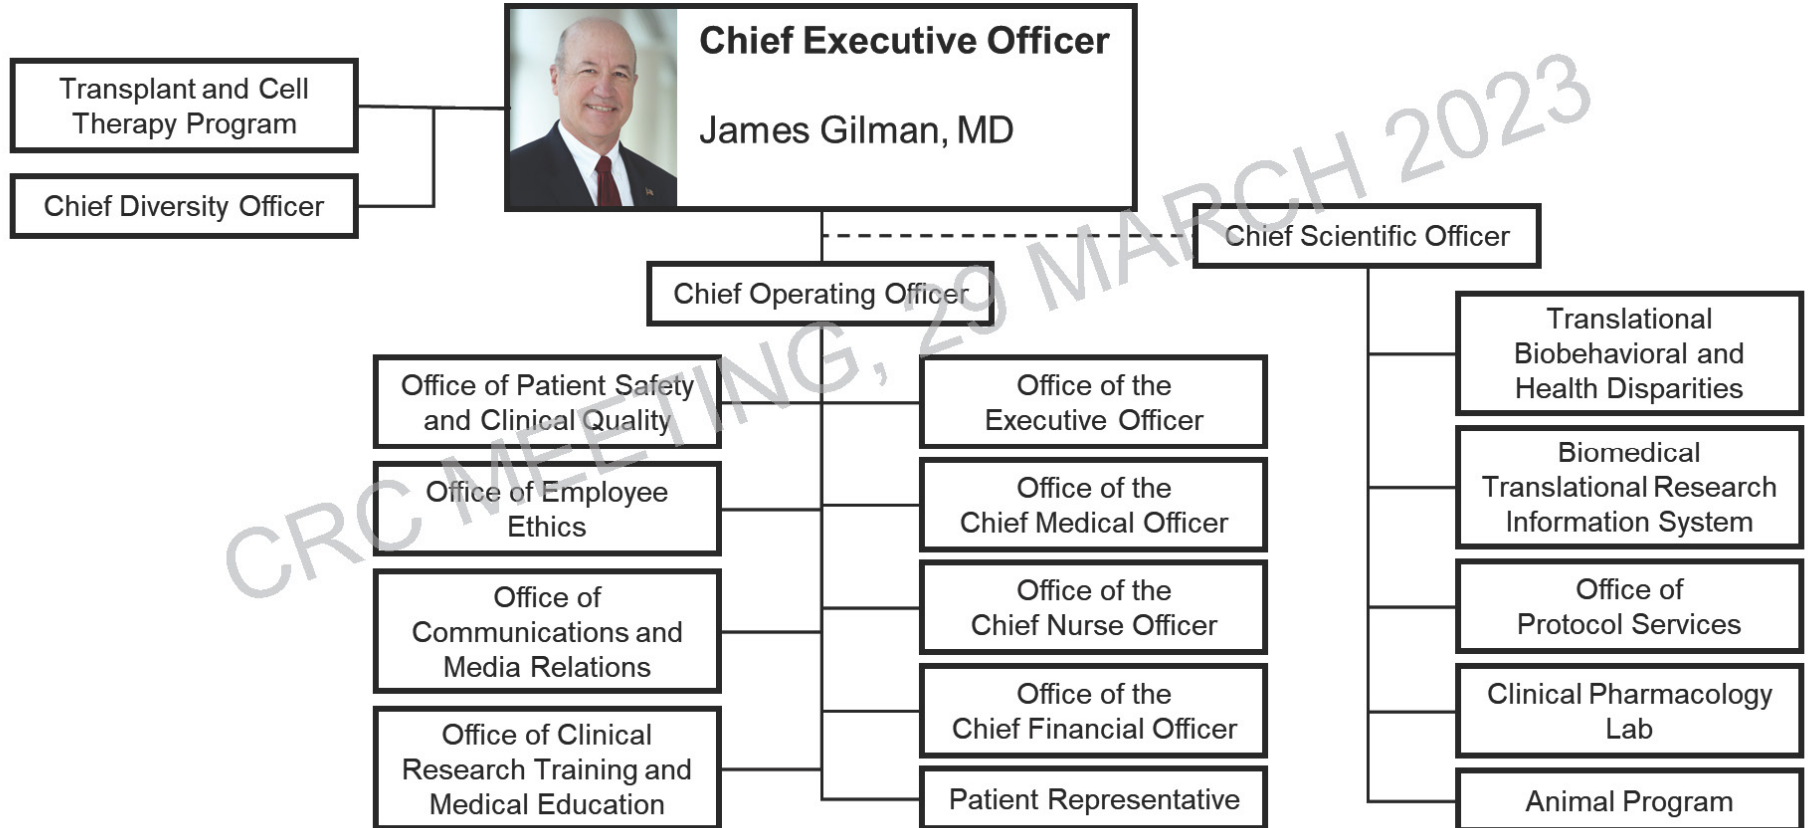 Chief Executive Officer
James Gilman, MD
Transplant and Cell
Therapy Program
Chief Diversity Officer
Chief Scientific Officer
Chief Operating Officer
Office of Patient Safety
and Clinical Quality
Office of Employee
Ethics
Office of
Communications and
Media Relations
Office of Clinical
Research Training and
Medical Education
Office of the
Executive Officer
Office of the
Chief Medical Officer
Office of the
Chief Nurse Officer
Office of the
Chief Financial Officer
Patient Representative
Translational
Biobehavioral and
Health Disparities
Biomedical
Translational Research
Information System
Office of
Protocol Services
Clinical Pharmacology
Lab
Animal Program
CRC MEETING, 29 MARCH 2023